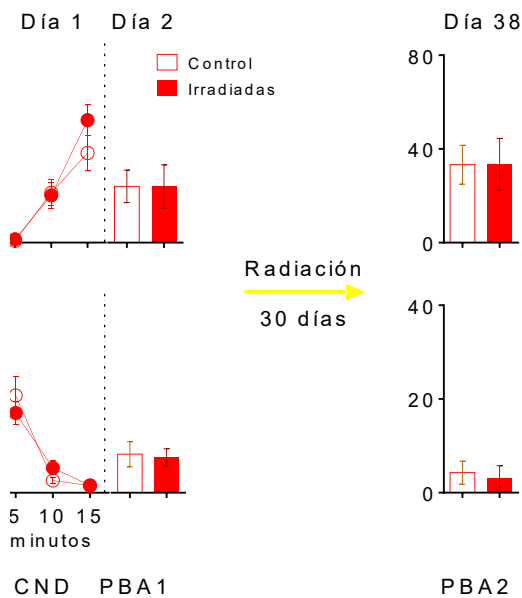 Día 1 Día 2 Día 38
Control
Irradiadas
80
40
0
Radiación
30 días
40
20
0
5 10 15
minutos
CND PBA1 PBA2